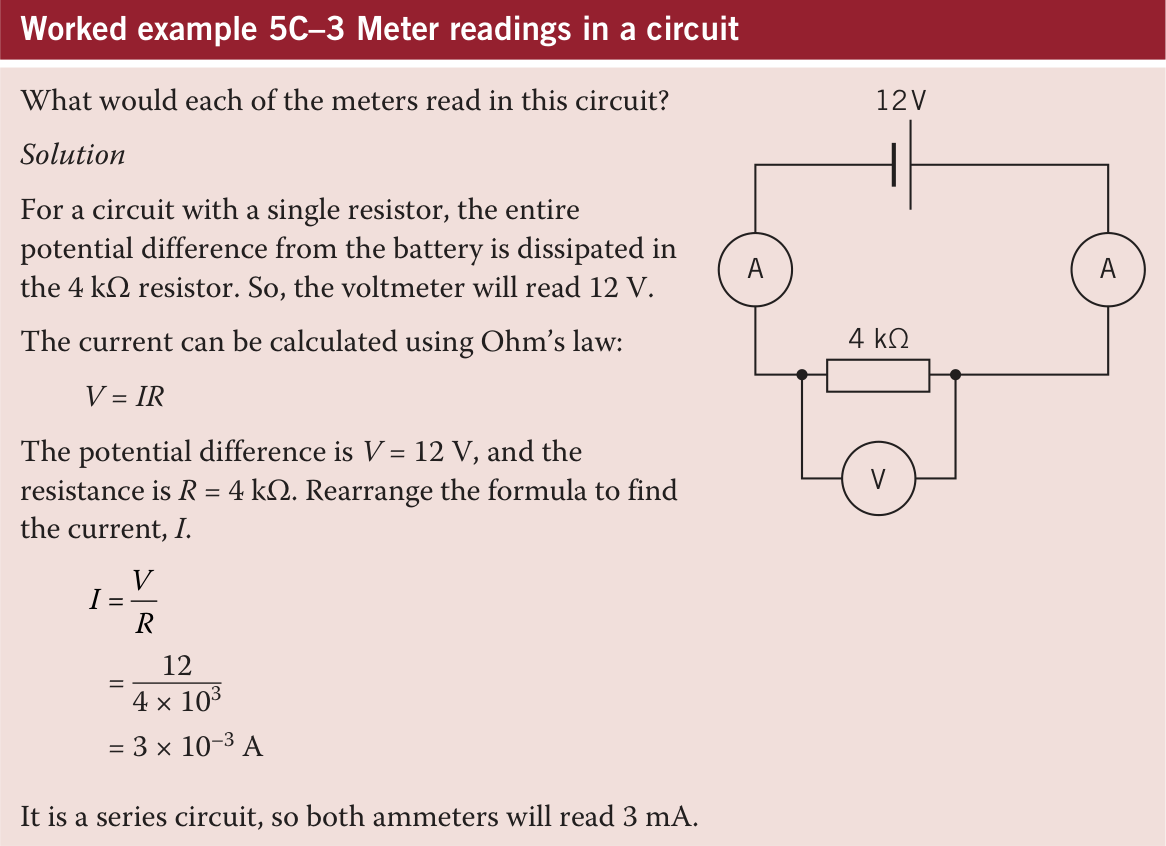 Worked example 5C–3 Meter readings in a circuit
What would each of the meters read in this circuit?
Solution
For a circuit with a single resistor, the entire
potential difference from the battery is dissipated in
the 4 kΩ resistor. So, the voltmeter will read 12 V.
The current can be calculated using Ohm’s law:
V = IR
The potential difference is V = 12 V, and the
resistance is R = 4 kΩ. Rearrange the formula to find
the current, I.
I = V/R
= 12/(4 × 10³)
= 3 × 10⁻³ A
It is a series circuit, so both ammeters will read 3 mA.
12 V
A
A
4 kΩ
V